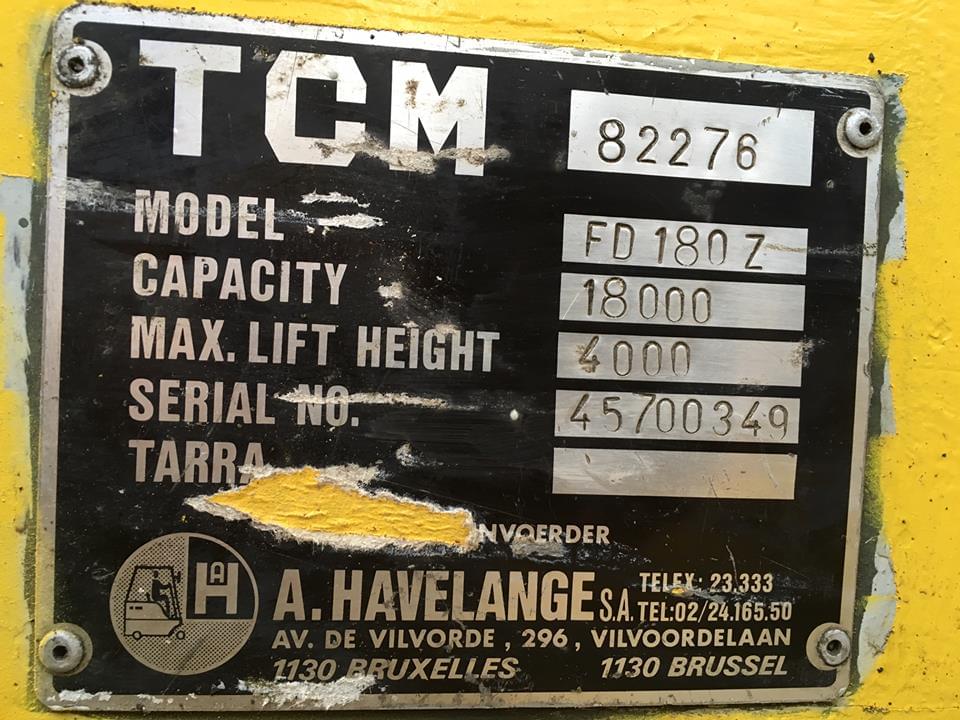 TCM 82276
MODEL FD 180 Z
CAPACITY 18000
MAX. LIFT HEIGHT 4000
SERIAL NO. 45700349
TARRA
HAH
A. HAVELANGE S.A. TELEX: 23.333
TEL: 02/24.165.50
AV. DE VILVORDE, 296, VILVOORDELAAN
1130 BRUXELLES 1130 BRUSSEL